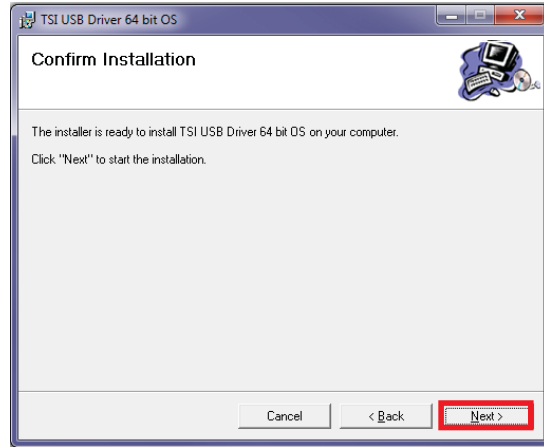 TSI USB Driver 64 bit OS
Confirm Installation
The installer is ready to install TSI USB Driver 64 bit OS on your computer.
Click "Next" to start the installation.
Cancel
< Back
Next >